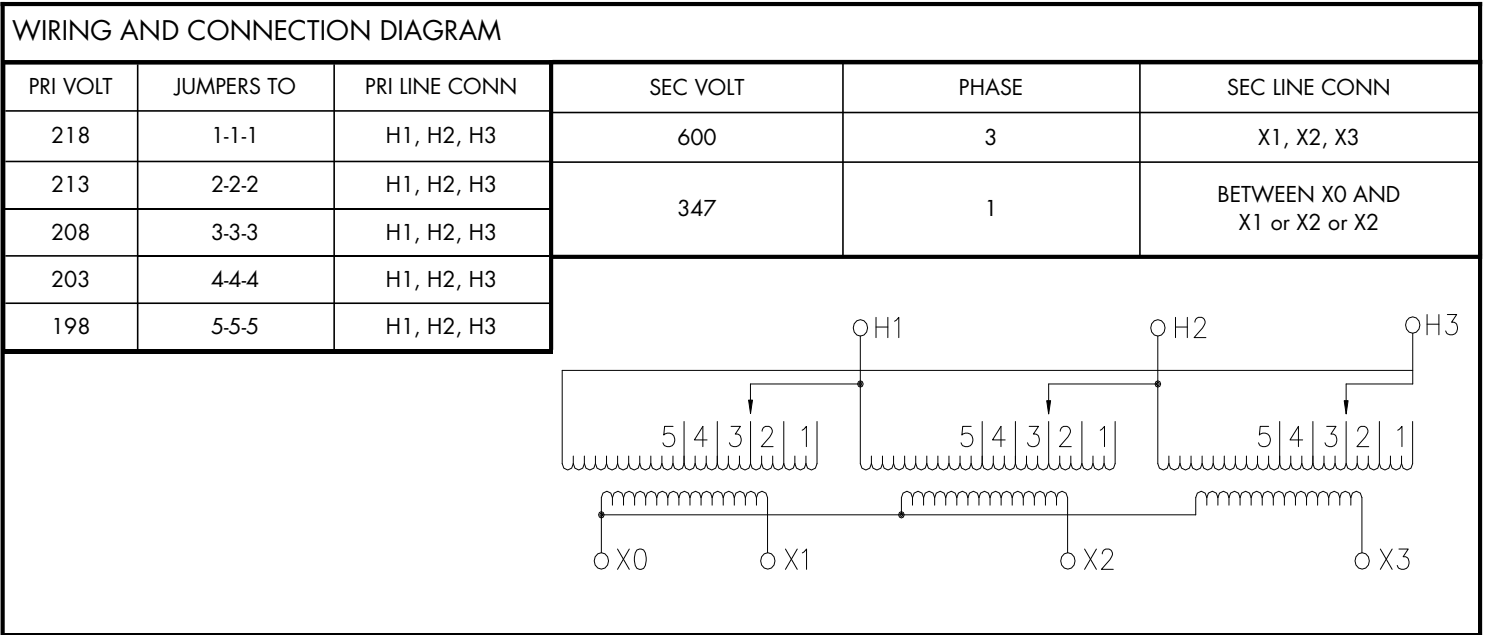 WIRING AND CONNECTION DIAGRAM
PRI VOLT JUMPERS TO PRI LINE CONN SEC VOLT PHASE SEC LINE CONN
218 1-1-1 H1, H2, H3 600 3 X1, X2, X3
213 2-2-2 H1, H2, H3
347 1 BETWEEN X0 AND
X1 or X2 or X2
208 3-3-3 H1, H2, H3
203 4-4-4 H1, H2, H3
198 5-5-5 H1, H2, H3
H1 H2 H3
5 4 3 2 1 5 4 3 2 1 5 4 3 2 1
X0 X1 X2 X3